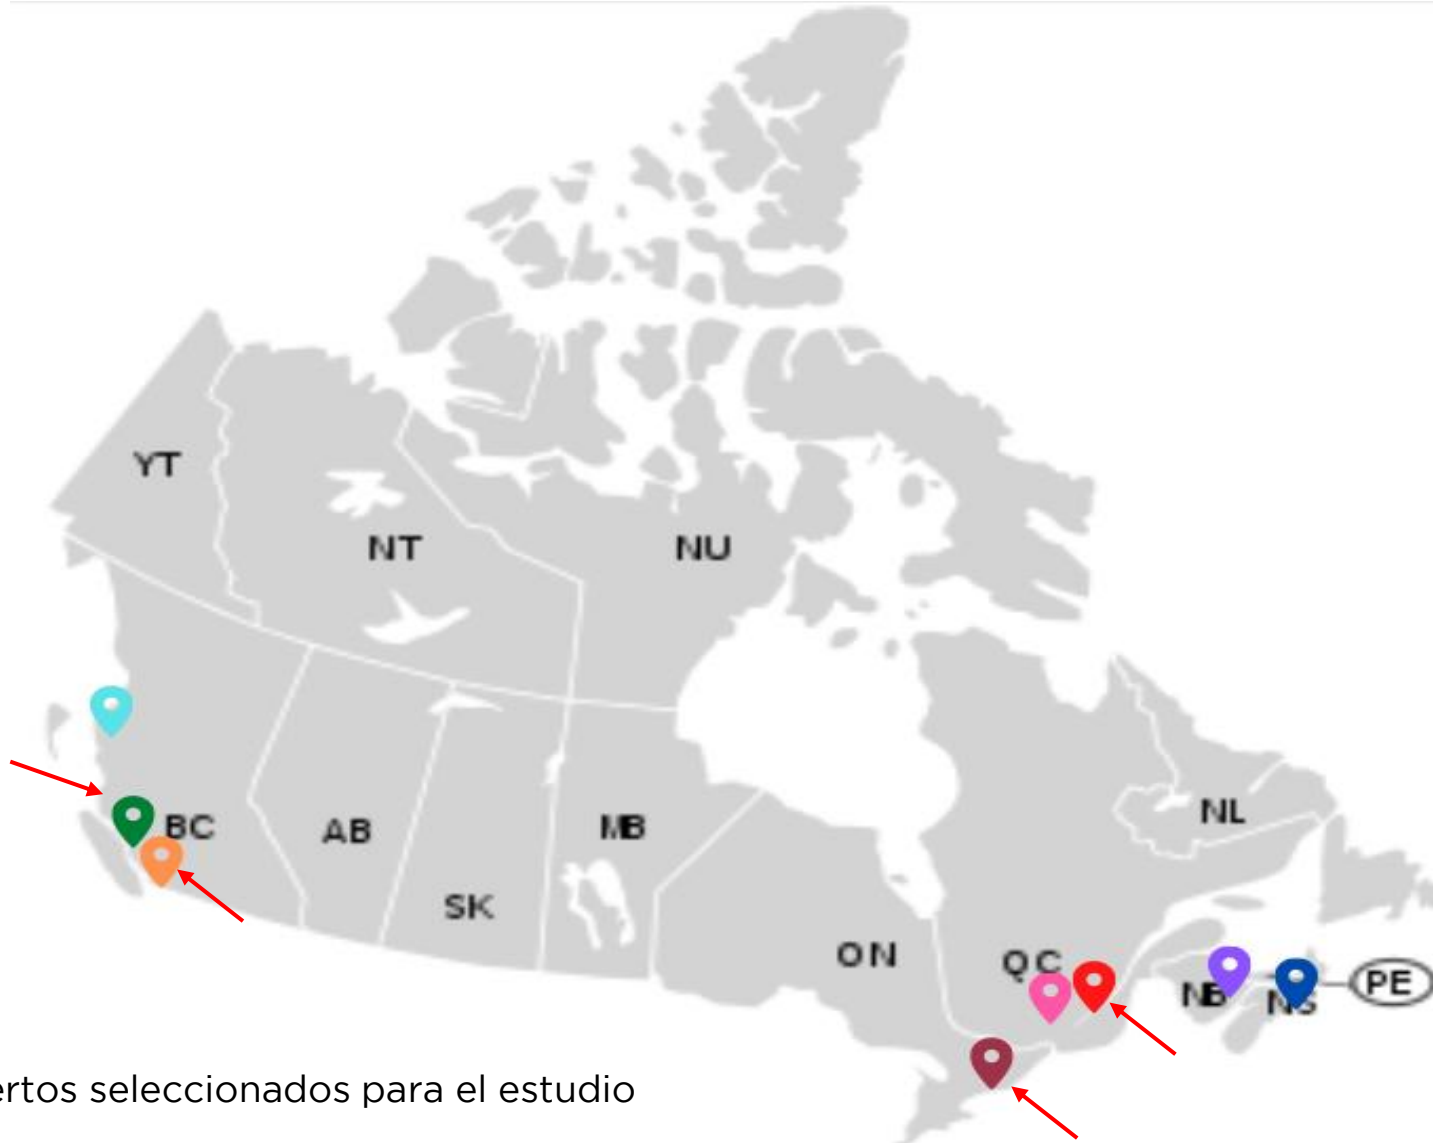 YT
NT
NU
BC
AB
SK
MB
ON
QC
NL
NB
NS
PE
ertos seleccionados para el estudio